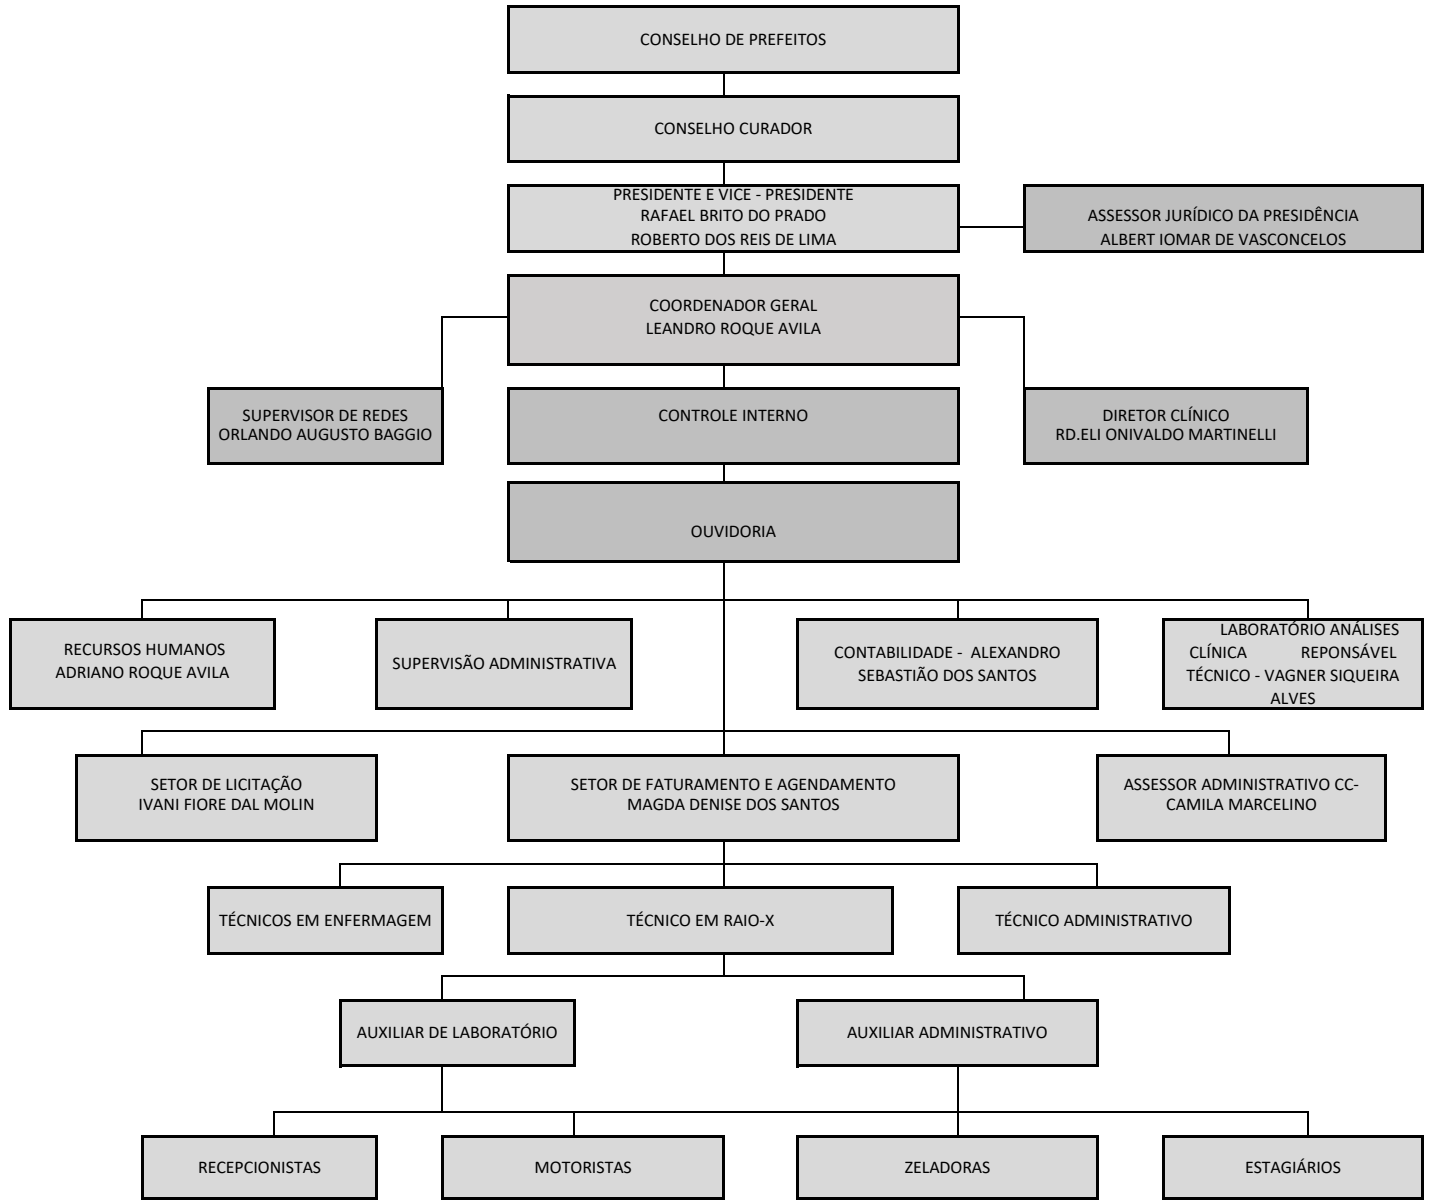 CONSELHO DE PREFEITOS
CONSELHO CURADOR
PRESIDENTE E VICE - PRESIDENTE
RAFAEL BRITO DO PRADO
ROBERTO DOS REIS DE LIMA
ASSESSOR JURÍDICO DA PRESIDÊNCIA
ALBERT IOMAR DE VASCONCELOS
COORDENADOR GERAL
LEANDRO ROQUE AVILA
SUPERVISOR DE REDES
ORLANDO AUGUSTO BAGGIO
CONTROLE INTERNO
DIRETOR CLÍNICO
RD.ELI ONIVALDO MARTINELLI
OUVIDORIA
RECURSOS HUMANOS
ADRIANO ROQUE AVILA
SUPERVISÃO ADMINISTRATIVA
CONTABILIDADE - ALEXANDRO
SEBASTIÃO DOS SANTOS
LABORATÓRIO ANÁLISES
CLÍNICA REPONSÁVEL
TÉCNICO - VAGNER SIQUEIRA
ALVES
SETOR DE LICITAÇÃO
IVANI FIORE DAL MOLIN
SETOR DE FATURAMENTO E AGENDAMENTO
MAGDA DENISE DOS SANTOS
ASSESSOR ADMINISTRATIVO CC-
CAMILA MARCELINO
TÉCNICOS EM ENFERMAGEM
TÉCNICO EM RAIO-X
TÉCNICO ADMINISTRATIVO
AUXILIAR DE LABORATÓRIO
AUXILIAR ADMINISTRATIVO
RECEPCIONISTAS
MOTORISTAS
ZELADORAS
ESTAGIÁRIOS